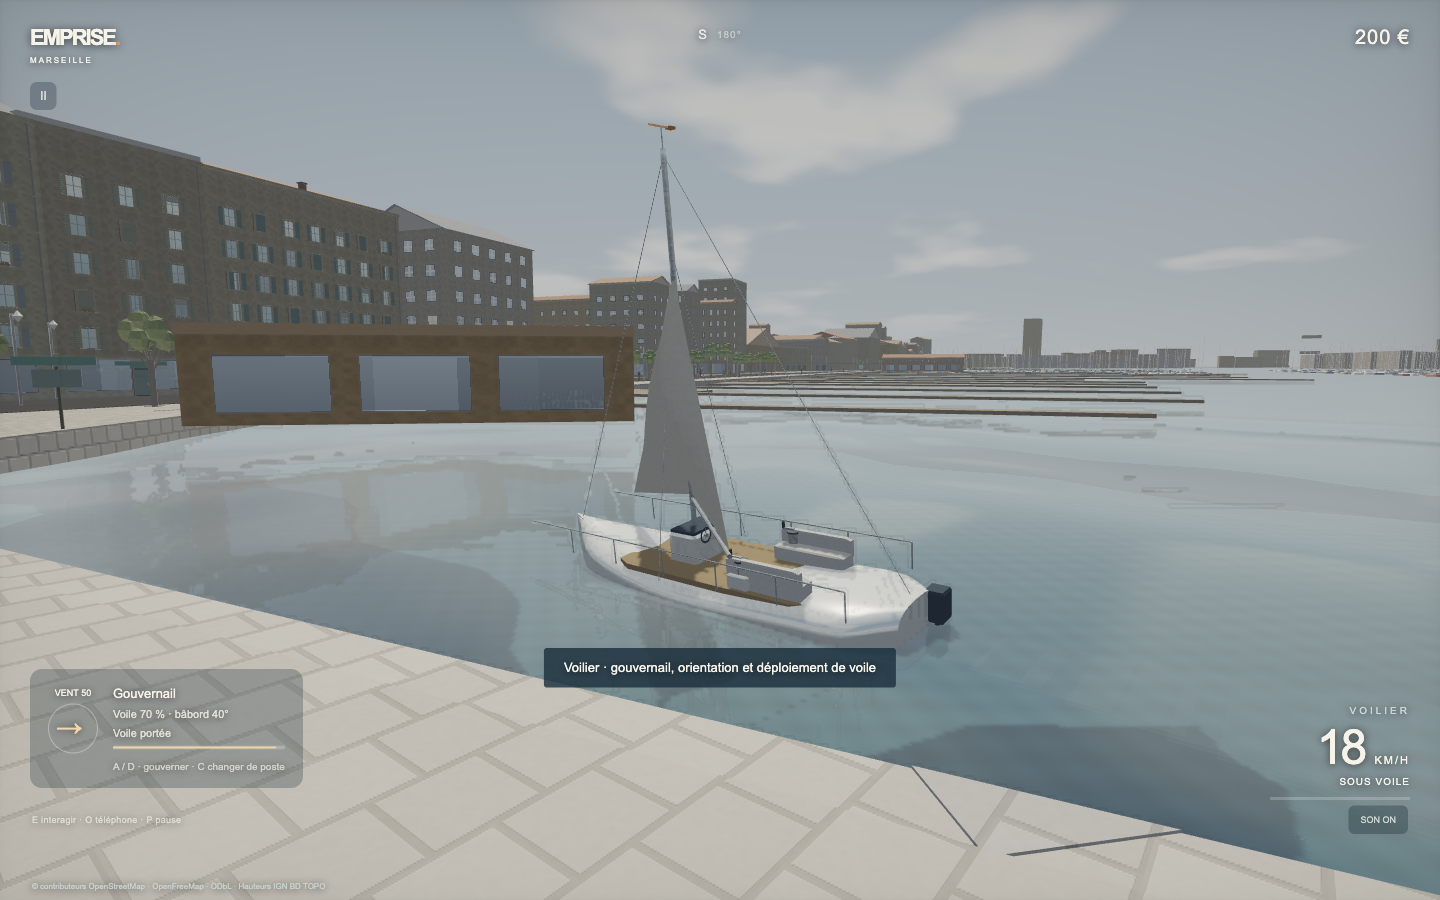 EMPRISE.
MARSEILLE
S 180°
200 €
Voilier · gouvernail, orientation et déploiement de voile
VENT 50
Gouvernail
Voile 70 % · bâbord 40°
Voile portée
A / D · gouverner · C changer de poste
E interagir · O téléphone · P pause
VOILIER
18 KM/H
SOUS VOILE
SON ON
© contributeurs OpenStreetMap · OpenFreeMap · ODbL · Hauteurs IGN BD TOPO